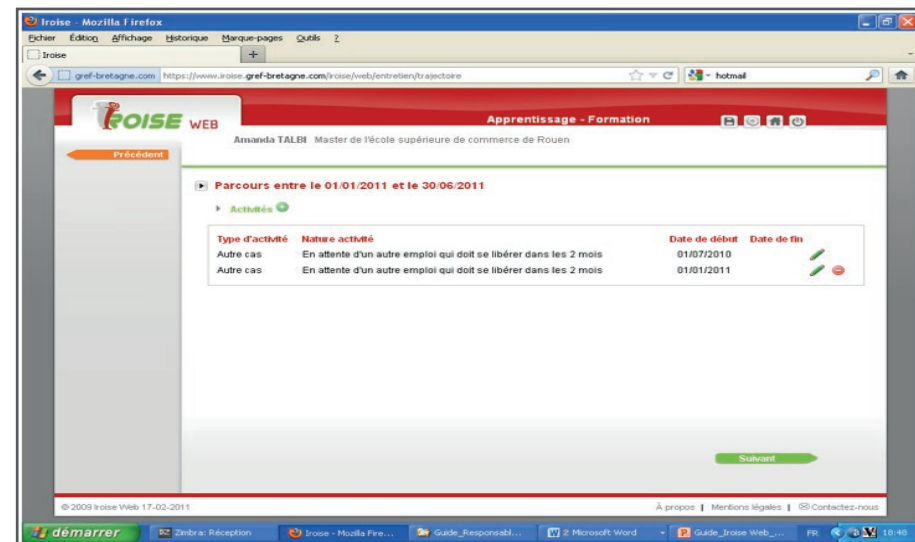 Iroise - Mozilla Firefox
Fichier Édition Affichage Historique Marque-pages Outils ?
Iroise +
gref-bretagne.com https://www.iroise.gref-bretagne.com/iroise/web/entretien/trajectoire hotmail
IROISE WEB
Apprentissage - Formation
Amanda TALBI Master de l'école supérieure de commerce de Rouen
Précédent
Parcours entre le 01/01/2011 et le 30/06/2011
Activités
Type d'activité Nature activité Date de début Date de fin
Autre cas En attente d'un autre emploi qui doit se libérer dans les 2 mois 01/07/2010
Autre cas En attente d'un autre emploi qui doit se libérer dans les 2 mois 01/01/2011
Suivant
© 2009 Iroise Web 17-02-2011 À propos | Mentions légales | Contactez-nous
démarrer Zimbra: Réception Iroise - Mozilla Fire... Guide_Responsabl... 2 Microsoft Word Guide_Iroise Web_... FR 18:48